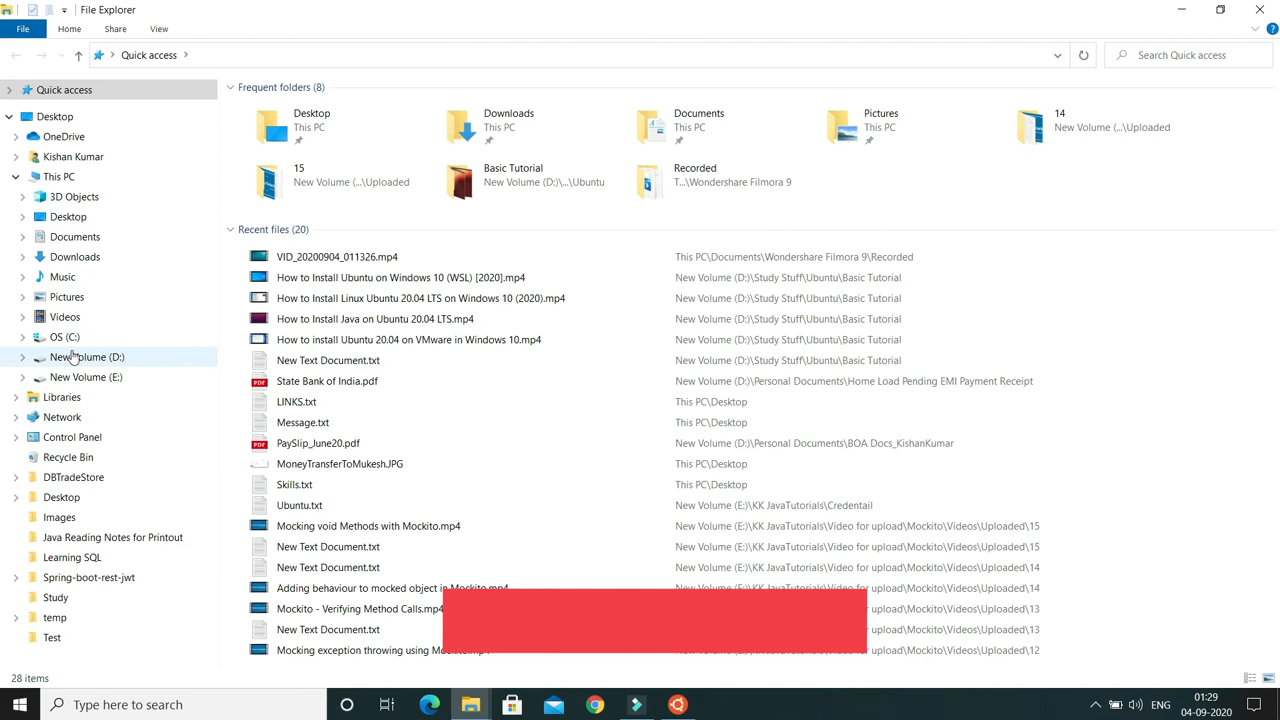 File Explorer
File
Home
Share
View
Quick access
Search Quick access
Quick access
Desktop
OneDrive
Kishan Kumar
This PC
3D Objects
Desktop
Documents
Downloads
Music
Pictures
Videos
OS (C:)
New Volume (D:)
New Volume (E:)
Libraries
Network
Control Panel
Recycle Bin
DBTradeStore
Desktop
Images
Java Reading Notes for Printout
Learning SQL
Spring-boot-rest-jwt
Study
temp
Test
Frequent folders (8)
Desktop
This PC
Downloads
This PC
Documents
This PC
Pictures
This PC
14
New Volume (...\Uploaded
15
New Volume (...\Uploaded
Basic Tutorial
New Volume (D:)\...\Ubuntu
Recorded
T...\Wondershare Filmora 9
Recent files (20)
VID_20200904_011326.mp4 This PC\Documents\Wondershare Filmora 9\Recorded
How to Install Ubuntu on Windows 10 (WSL) [2020].mp4 New Volume (D:)\Study Stuff\Ubuntu\Basic Tutorial
How to Install Linux Ubuntu 20.04 LTS on Windows 10 (2020).mp4 New Volume (D:)\Study Stuff\Ubuntu\Basic Tutorial
How to Install Java on Ubuntu 20.04 LTS.mp4 New Volume (D:)\Study Stuff\Ubuntu\Basic Tutorial
How to install Ubuntu 20.04 on VMware in Windows 10.mp4 New Volume (D:)\Study Stuff\Ubuntu\Basic Tutorial
New Text Document.txt New Volume (D:)\Study Stuff\Ubuntu\Basic Tutorial
State Bank of India.pdf New Volume (D:)\Personal Documents\Home Load Pending EMI Payment Receipt
LINKS.txt This PC\Desktop
Message.txt This PC\Desktop
PaySlip_June20.pdf New Volume (D:)\Personal Documents\BOA Docs_KishanKumar
MoneyTransferToMukesh.JPG This PC\Desktop
Skills.txt This PC\Desktop
Ubuntu.txt New Volume (E:)\KK JavaTutorials\Credentail
Mocking void Methods with Mockito.mp4 New Volume (E:)\KK JavaTutorials\Video for upload\Mockito\Videos\Uploaded\15
New Text Document.txt New Volume (E:)\KK JavaTutorials\Video for upload\Mockito\Videos\Uploaded\15
New Text Document.txt New Volume (E:)\KK JavaTutorials\Video for upload\Mockito\Videos\Uploaded\14
Adding behaviour to mocked object in Mockito.mp4 New Volume (E:)\KK JavaTutorials\Video for upload\Mockito\Videos\Uploaded\14
Mockito - Verifying Method Calls.mp4 upload\Mockito\Videos\Uploaded\13
New Text Document.txt upload\Mockito\Videos\Uploaded\13
Mocking exception throwing using Mockito.mp4 upload\Mockito\Videos\Uploaded\12
28 items
Type here to search
ENG
01:29
04-09-2020